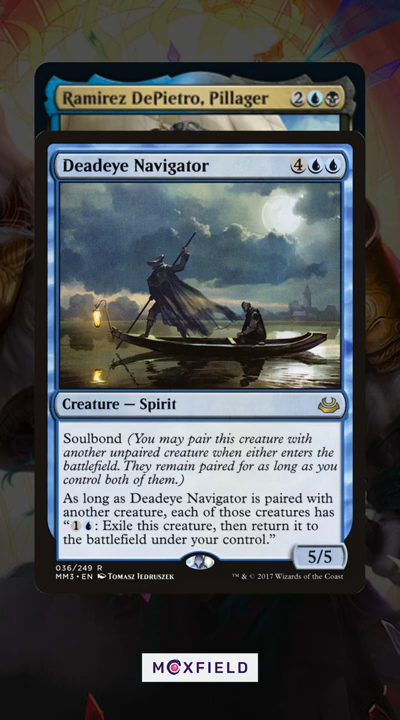 Ramirez DePietro, Pillager 2
Deadeye Navigator 4
Creature — Spirit
Soulbond (You may pair this creature with
another unpaired creature when either enters the
battlefield. They remain paired for as long as you
control both of them.)
As long as Deadeye Navigator is paired with
another creature, each of those creatures has
“1: Exile this creature, then return it to
the battlefield under your control.”
5/5
036/249 R
MM3 • EN Tomasz Jedruszek
™ & © 2017 Wizards of the Coast
MOXFIELD